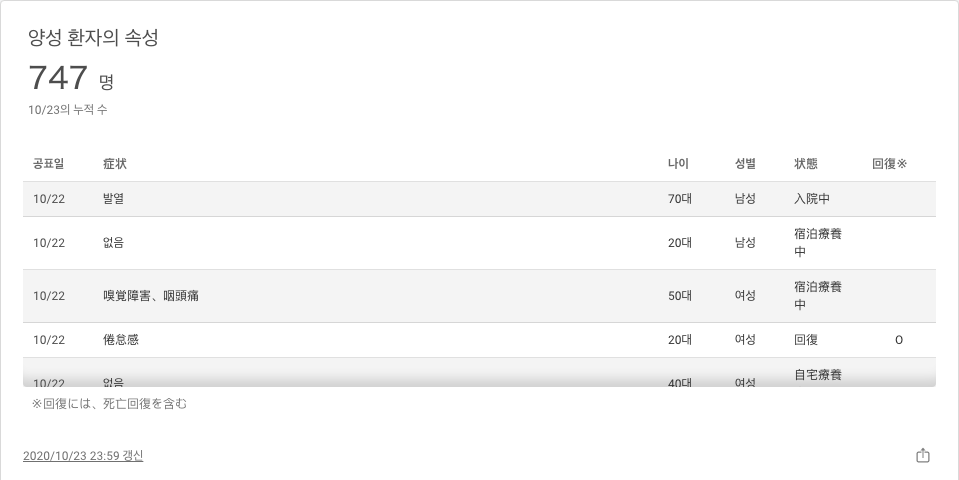 양성 환자의 속성
747 명
10/23의 누적 수
공표일 症状 나이 성별 状態 回復※
10/22 발열 70대 남성 入院中
10/22 없음 20대 남성 宿泊療養
中
10/22 嗅覚障害、咽頭痛 50대 여성 宿泊療養
中
10/22 倦怠感 20대 여성 回復 O
10/22 없음 40대 여성 自宅療養
※回復には、死亡回復を含む
2020/10/23 23:59 갱신